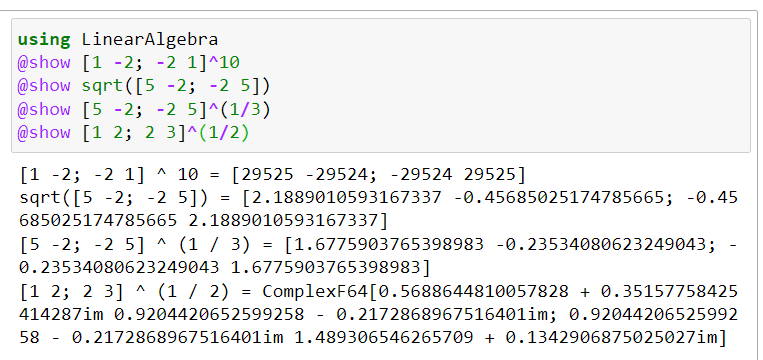 using LinearAlgebra
@show [1 -2; -2 1]^10
@show sqrt([5 -2; -2 5])
@show [5 -2; -2 5]^(1/3)
@show [1 2; 2 3]^(1/2)
[1 -2; -2 1] ^ 10 = [29525 -29524; -29524 29525]
sqrt([5 -2; -2 5]) = [2.1889010593167337 -0.45685025174785665; -0.45
685025174785665 2.1889010593167337]
[5 -2; -2 5] ^ (1 / 3) = [1.6775903765398983 -0.23534080623249043; -
0.23534080623249043 1.6775903765398983]
[1 2; 2 3] ^ (1 / 2) = ComplexF64[0.5688644810057828 + 0.35157758425
414287im 0.9204420652599258 - 0.2172868967516401im; 0.92044206525992
58 - 0.2172868967516401im 1.489306546265709 + 0.1342906875025027im]